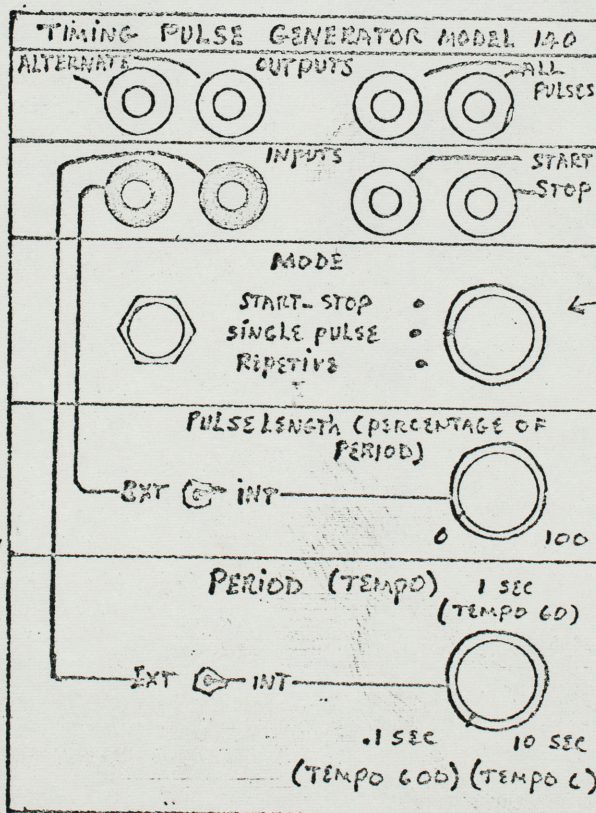 TIMING PULSE GENERATOR MODEL 140
ALTERNATE OUTPUTS ALL
PULSES
INPUTS START
STOP
MODE
START-STOP
SINGLE PULSE
REPETIVE
PULSE LENGTH (PERCENTAGE OF
PERIOD)
EXT INT
0 100
PERIOD (TEMPO) 1 SEC
(TEMPO 60)
EXT INT
.1 SEC 10 SEC
(TEMPO 600) (TEMPO 6)